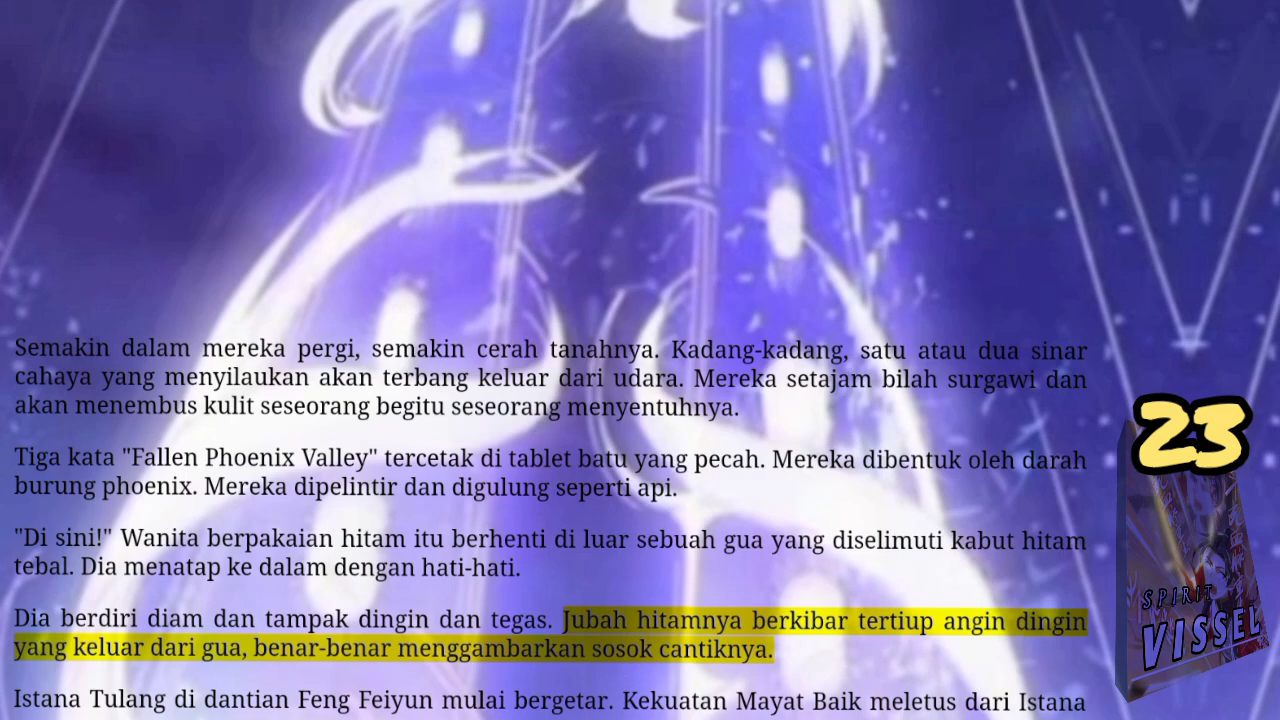 Semakin dalam mereka pergi, semakin cerah tanahnya. Kadang-kadang, satu atau dua sinar
cahaya yang menyilaukan akan terbang keluar dari udara. Mereka setajam bilah surgawi dan
akan menembus kulit seseorang begitu seseorang menyentuhnya.
Tiga kata "Fallen Phoenix Valley" tercetak di tablet batu yang pecah. Mereka dibentuk oleh darah
burung phoenix. Mereka dipelintir dan digulung seperti api.
"Di sini!" Wanita berpakaian hitam itu berhenti di luar sebuah gua yang diselimuti kabut hitam
tebal. Dia menatap ke dalam dengan hati-hati.
Dia berdiri diam dan tampak dingin dan tegas. Jubah hitamnya berkibar tertiup angin dingin
yang keluar dari gua, benar-benar menggambarkan sosok cantiknya.
Istana Tulang di dantian Feng Feiyun mulai bergetar. Kekuatan Mayat Baik meletus dari Istana
23
SPIRIT
VISSEL